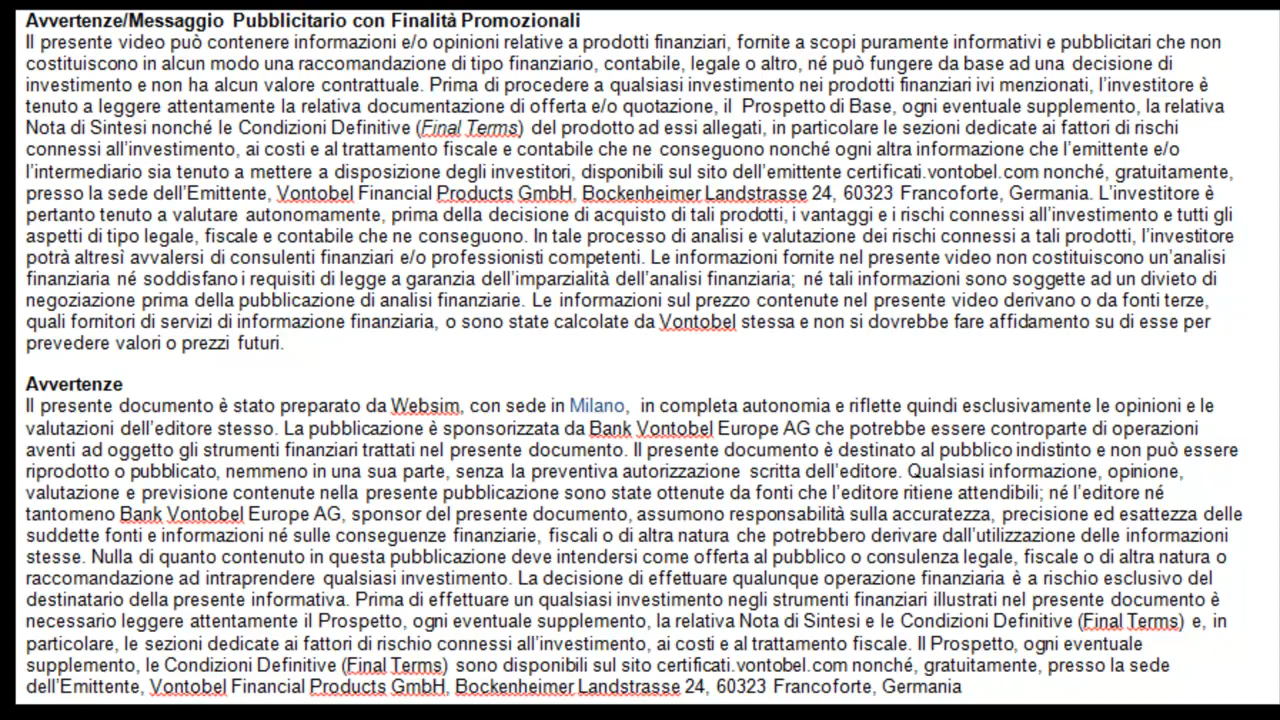 Avvertenze/Messaggio Pubblicitario con Finalità Promozionali
Il presente video può contenere informazioni e/o opinioni relative a prodotti finanziari, fornite a scopi puramente informativi e pubblicitari che non
costituiscono in alcun modo una raccomandazione di tipo finanziario, contabile, legale o altro, né può fungere da base ad una decisione di
investimento e non ha alcun valore contrattuale. Prima di procedere a qualsiasi investimento nei prodotti finanziari ivi menzionati, l'investitore è
tenuto a leggere attentamente la relativa documentazione di offerta e/o quotazione, il Prospetto di Base, ogni eventuale supplemento, la relativa
Nota di Sintesi nonché le Condizioni Definitive (Final Terms) del prodotto ad essi allegati, in particolare le sezioni dedicate ai fattori di rischi
connessi all'investimento, ai costi e al trattamento fiscale e contabile che ne conseguono nonché ogni altra informazione che l'emittente e/o
l'intermediario sia tenuto a mettere a disposizione degli investitori, disponibili sul sito dell'emittente certificati.vontobel.com nonché, gratuitamente,
presso la sede dell'Emittente, Vontobel Financial Products GmbH, Bockenheimer Landstrasse 24, 60323 Francoforte, Germania. L'investitore è
pertanto tenuto a valutare autonomamente, prima della decisione di acquisto di tali prodotti, i vantaggi e i rischi connessi all'investimento e tutti gli
aspetti di tipo legale, fiscale e contabile che ne conseguono. In tale processo di analisi e valutazione dei rischi connessi a tali prodotti, l'investitore
potrà altresì avvalersi di consulenti finanziari e/o professionisti competenti. Le informazioni fornite nel presente video non costituiscono un'analisi
finanziaria né soddisfano i requisiti di legge a garanzia dell'imparzialità dell'analisi finanziaria; né tali informazioni sono soggette ad un divieto di
negoziazione prima della pubblicazione di analisi finanziarie. Le informazioni sul prezzo contenute nel presente video derivano o da fonti terze,
quali fornitori di servizi di informazione finanziaria, o sono state calcolate da Vontobel stessa e non si dovrebbe fare affidamento su di esse per
prevedere valori o prezzi futuri.
Avvertenze
Il presente documento è stato preparato da Websim, con sede in Milano, in completa autonomia e riflette quindi esclusivamente le opinioni e le
valutazioni dell'editore stesso. La pubblicazione è sponsorizzata da Bank Vontobel Europe AG che potrebbe essere controparte di operazioni
aventi ad oggetto gli strumenti finanziari trattati nel presente documento. Il presente documento è destinato al pubblico indistinto e non può essere
riprodotto o pubblicato, nemmeno in una sua parte, senza la preventiva autorizzazione scritta dell'editore. Qualsiasi informazione, opinione,
valutazione e previsione contenute nella presente pubblicazione sono state ottenute da fonti che l'editore ritiene attendibili; né l'editore né
tantomeno Bank Vontobel Europe AG, sponsor del presente documento, assumono responsabilità sulla accuratezza, precisione ed esattezza delle
suddette fonti e informazioni né sulle conseguenze finanziarie, fiscali o di altra natura che potrebbero derivare dall'utilizzazione delle informazioni
stesse. Nulla di quanto contenuto in questa pubblicazione deve intendersi come offerta al pubblico o consulenza legale, fiscale o di altra natura o
raccomandazione ad intraprendere qualsiasi investimento. La decisione di effettuare qualunque operazione finanziaria è a rischio esclusivo del
destinatario della presente informativa. Prima di effettuare un qualsiasi investimento negli strumenti finanziari illustrati nel presente documento è
necessario leggere attentamente il Prospetto, ogni eventuale supplemento, la relativa Nota di Sintesi e le Condizioni Definitive (Final Terms) e, in
particolare, le sezioni dedicate ai fattori di rischio connessi all'investimento, ai costi e al trattamento fiscale. Il Prospetto, ogni eventuale
supplemento, le Condizioni Definitive (Final Terms) sono disponibili sul sito certificati.vontobel.com nonché, gratuitamente, presso la sede
dell'Emittente, Vontobel Financial Products GmbH, Bockenheimer Landstrasse 24, 60323 Francoforte, Germania